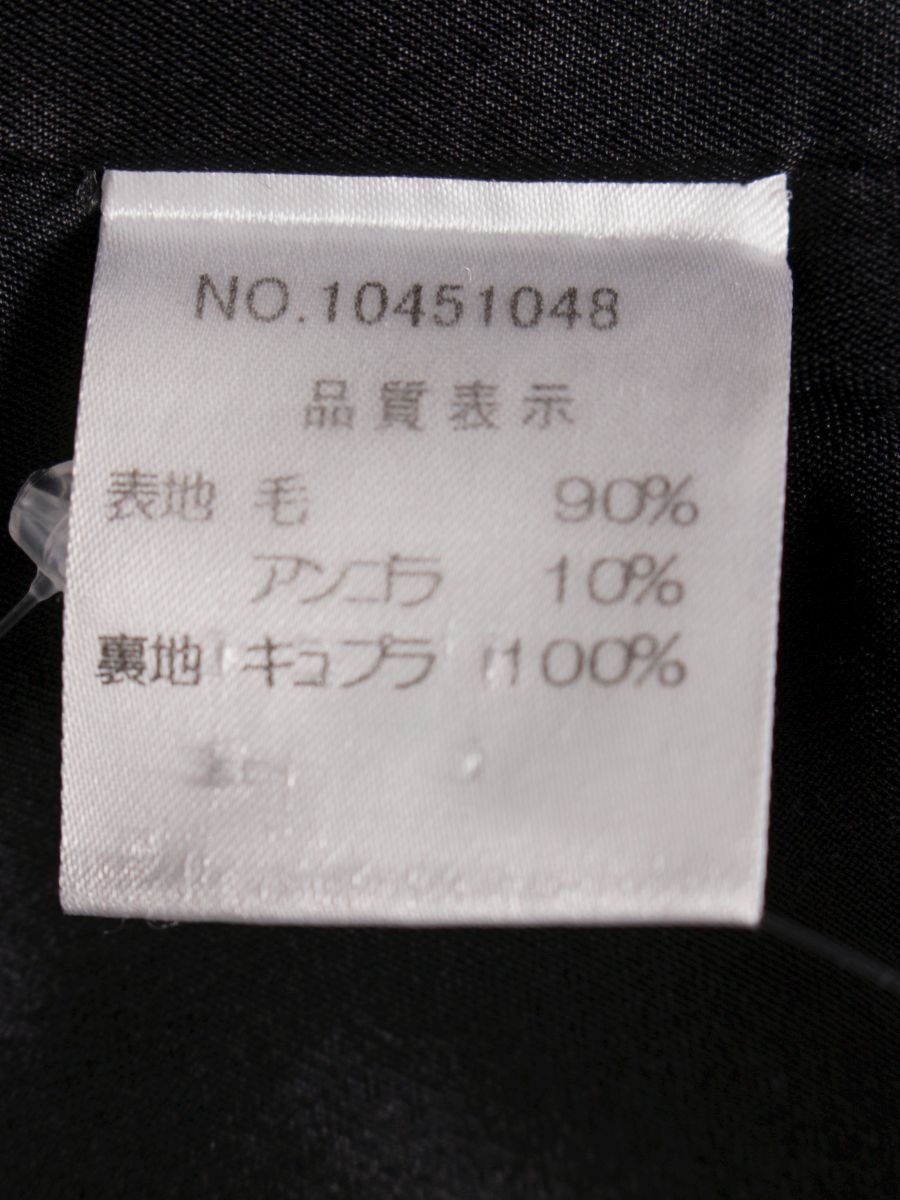 NO.10451048
品質表示
表地 毛 90%
アンゴラ 10%
裏地 キュプラ 100%